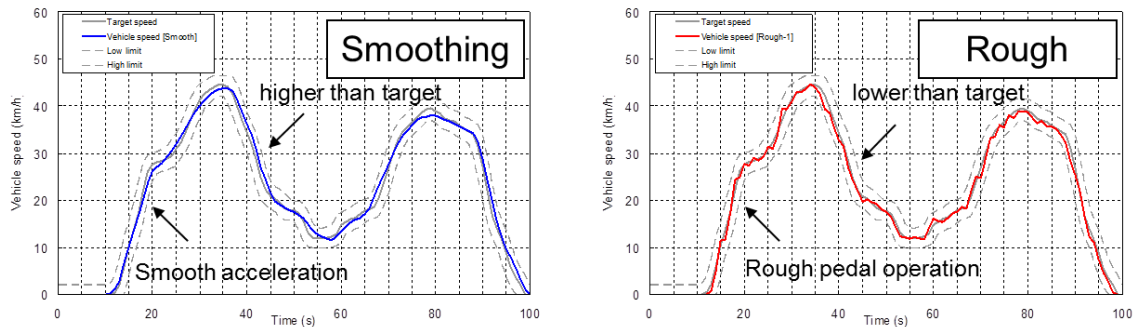 Smoothing
Target speed
Vehicle speed [Smooth]
Low limit
High limit
higher than target
Smooth acceleration
Vehicle speed (km/h)
60
50
40
30
20
10
0
0 20 40 60 80 100
Time (s)
Rough
Target speed
Vehicle speed [Rough-1]
Low limit
High limit
lower than target
Rough pedal operation
Vehicle speed (km/h)
60
50
40
30
20
10
0
0 20 40 60 80 100
Time (s)